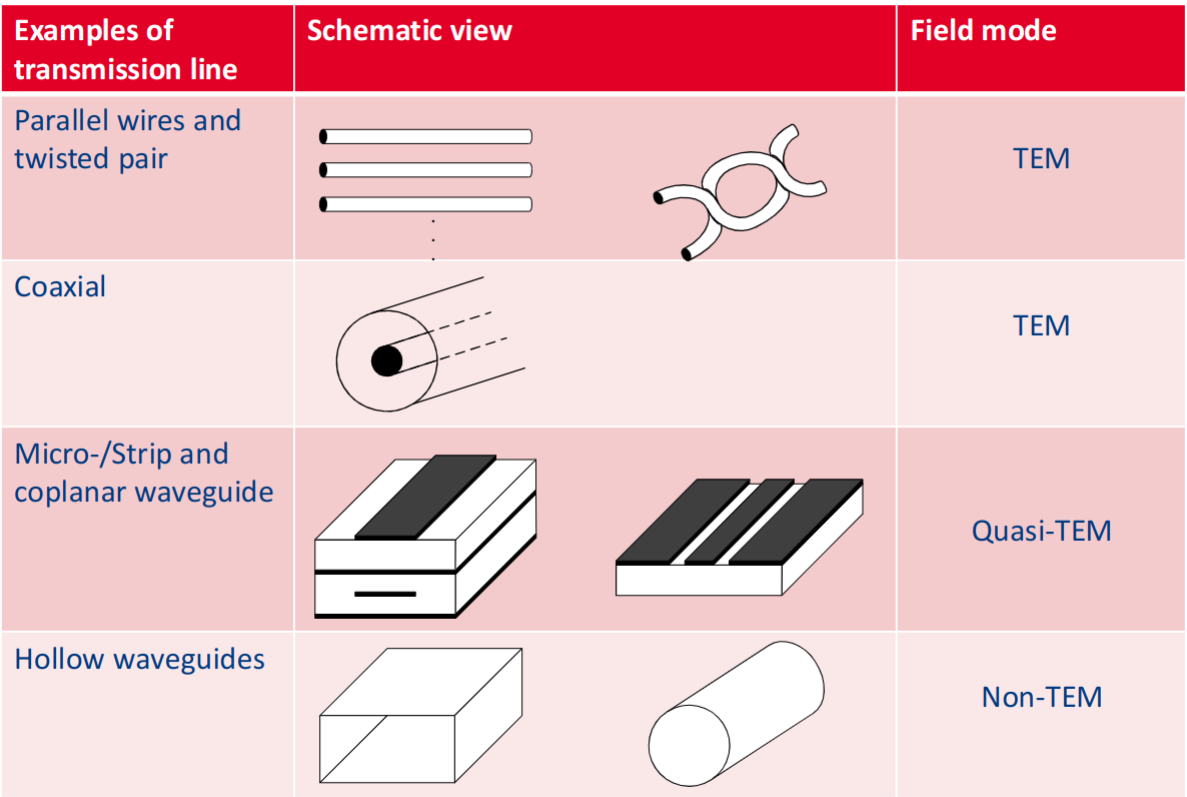 Examples of
transmission line
Schematic view
Field mode
Parallel wires and
twisted pair
TEM
Coaxial
TEM
Micro-/Strip and
coplanar waveguide
Quasi-TEM
Hollow waveguides
Non-TEM